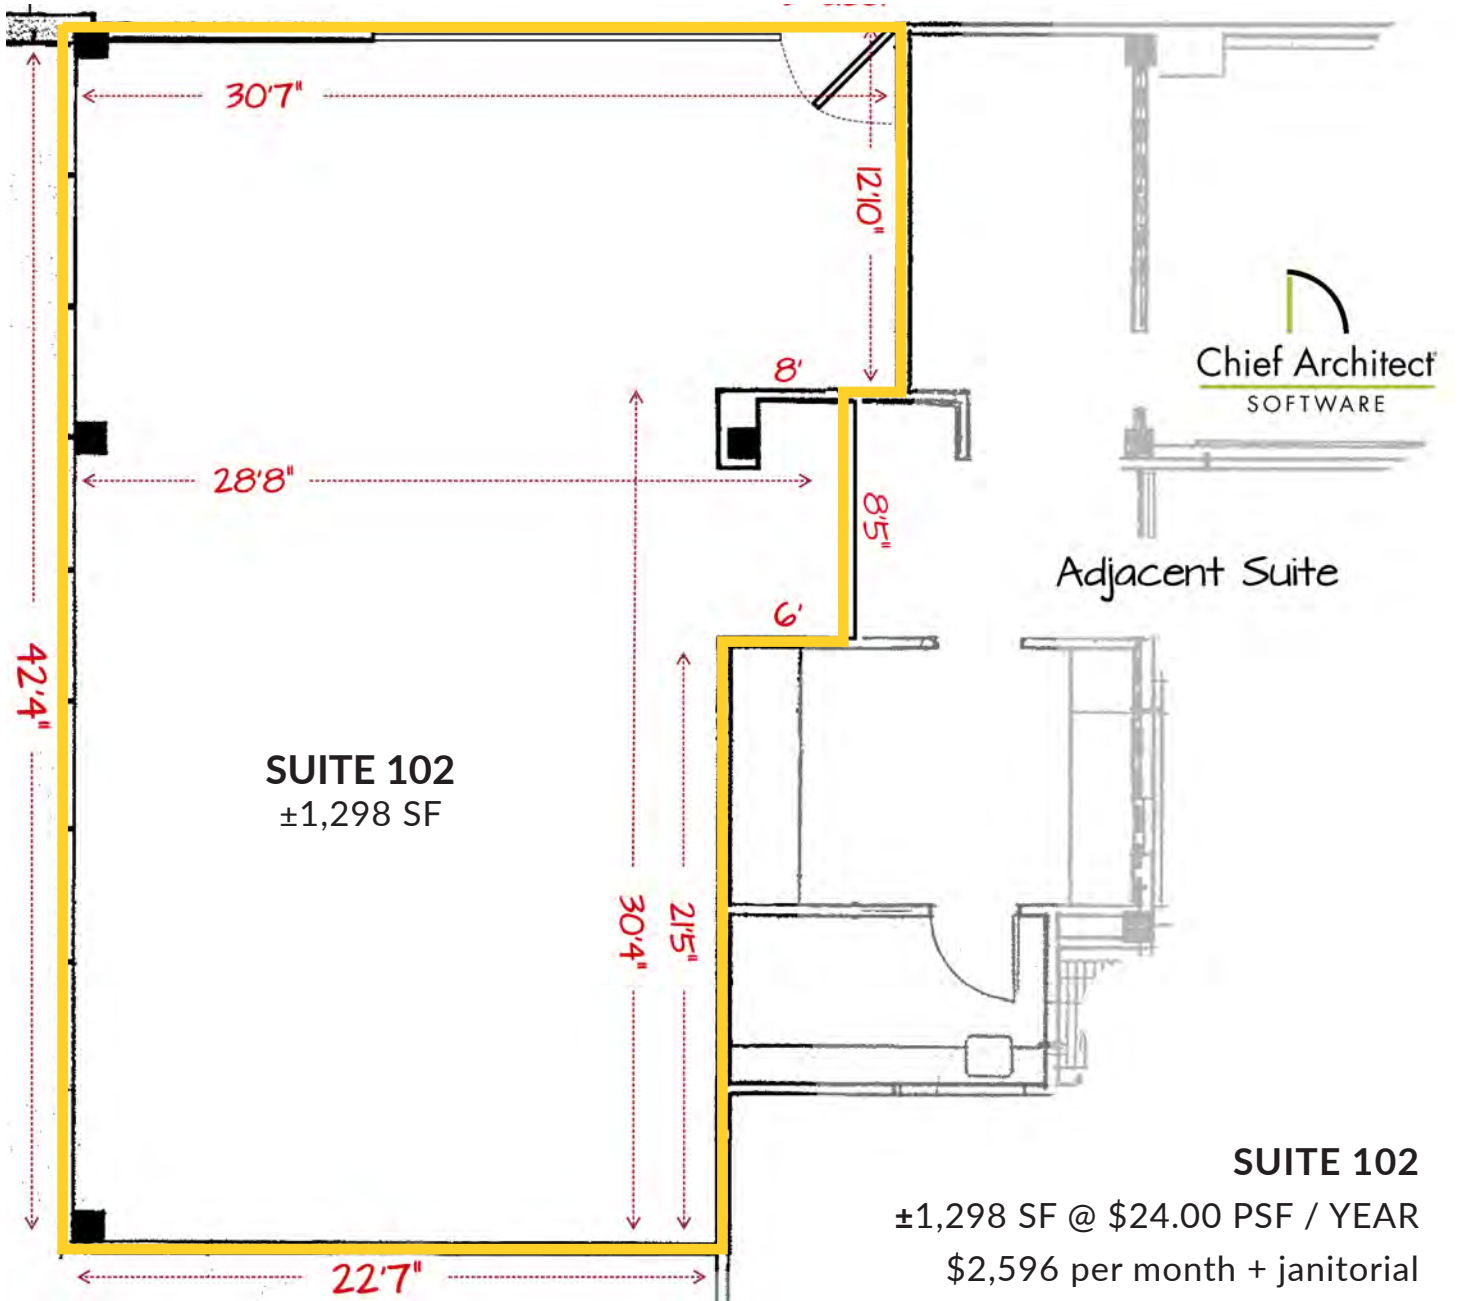 30'7"
12'10"
8'
Chief Architect
SOFTWARE
28'8"
8'5"
Adjacent Suite
6'
42'4"
SUITE 102
±1,298 SF
30'4"
21'5"
SUITE 102
±1,298 SF @ $24.00 PSF / YEAR
$2,596 per month + janitorial
22'7"